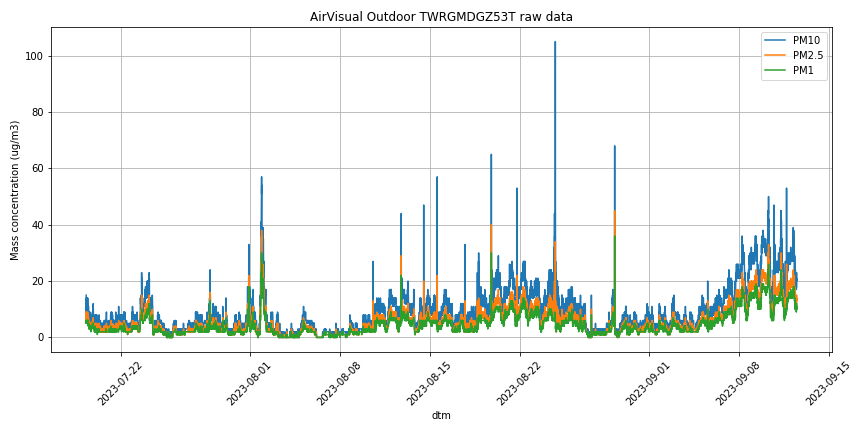 AirVisual Outdoor TWRGMDGZ53T raw data
PM10
PM2.5
PM1
Mass concentration (ug/m3)
100
80
60
40
20
0
2023-07-22
2023-08-01
2023-08-08
2023-08-15
2023-08-22
2023-09-01
2023-09-08
2023-09-15
dtm